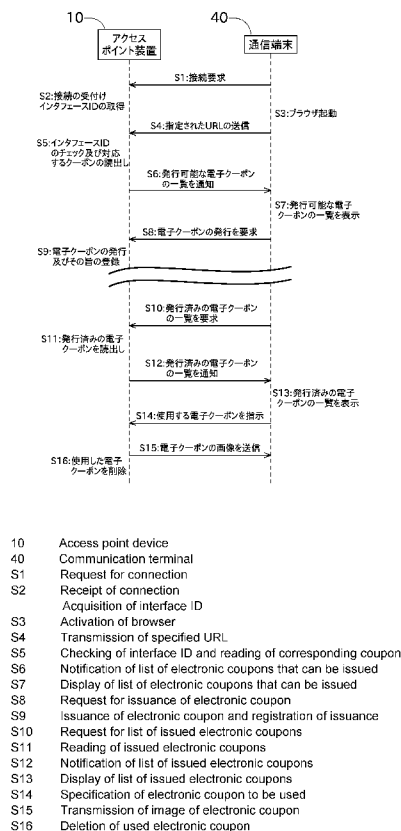 10
40
アクセス
ポイント装置
通信端末
S1:接続要求
S2:接続の受付け
インタフェースIDの取得
S3:ブラウザ起動
S4:指定されたURLの送信
S5:インタフェースID
のチェック及び対応
するクーポンの読出し
S6:発行可能な電子クーポン
の一覧を通知
S7:発行可能な電子
クーポンの一覧を表示
S8:電子クーポンの発行を要求
S9:電子クーポンの発行
及びその旨の登録
S10:発行済みの電子クーポン
の一覧を要求
S11:発行済みの電子
クーポンを読出し
S12:発行済みの電子クーポン
の一覧を通知
S13:発行済みの電子
クーポンの一覧を表示
S14:使用する電子クーポンを指示
S15:電子クーポンの画像を送信
S16:使用した電子
クーポンを削除
10 Access point device
40 Communication terminal
S1 Request for connection
S2 Receipt of connection
Acquisition of interface ID
S3 Activation of browser
S4 Transmission of specified URL
S5 Checking of interface ID and reading of corresponding coupon
S6 Notification of list of electronic coupons that can be issued
S7 Display of list of electronic coupons that can be issued
S8 Request for issuance of electronic coupon
S9 Issuance of electronic coupon and registration of issuance
S10 Request for list of issued electronic coupons
S11 Reading of issued electronic coupons
S12 Notification of list of issued electronic coupons
S13 Display of list of issued electronic coupons
S14 Specification of electronic coupon to be used
S15 Transmission of image of electronic coupon
S16 Deletion of used electronic coupon